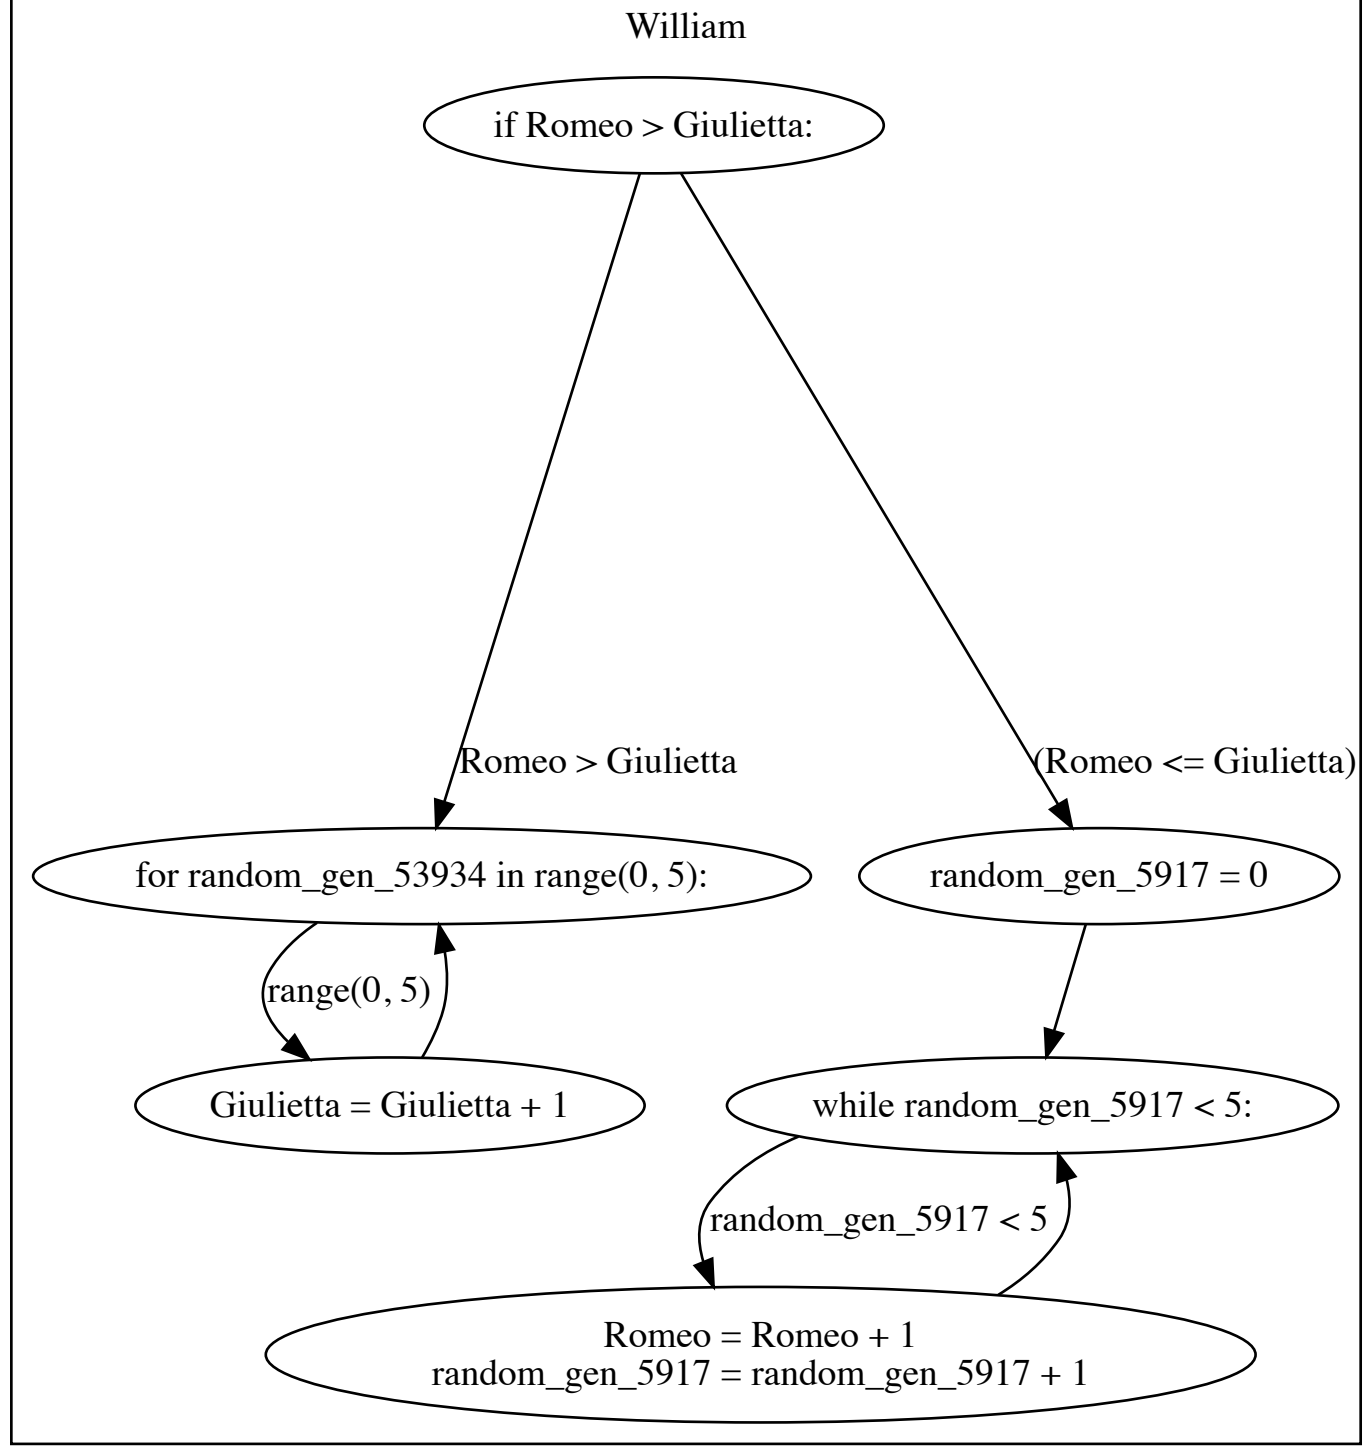 William
if Romeo > Giulietta:
Romeo > Giulietta
(Romeo <= Giulietta)
for random_gen_53934 in range(0, 5):
random_gen_5917 = 0
range(0, 5)
Giulietta = Giulietta + 1
while random_gen_5917 < 5:
random_gen_5917 < 5
Romeo = Romeo + 1
random_gen_5917 = random_gen_5917 + 1